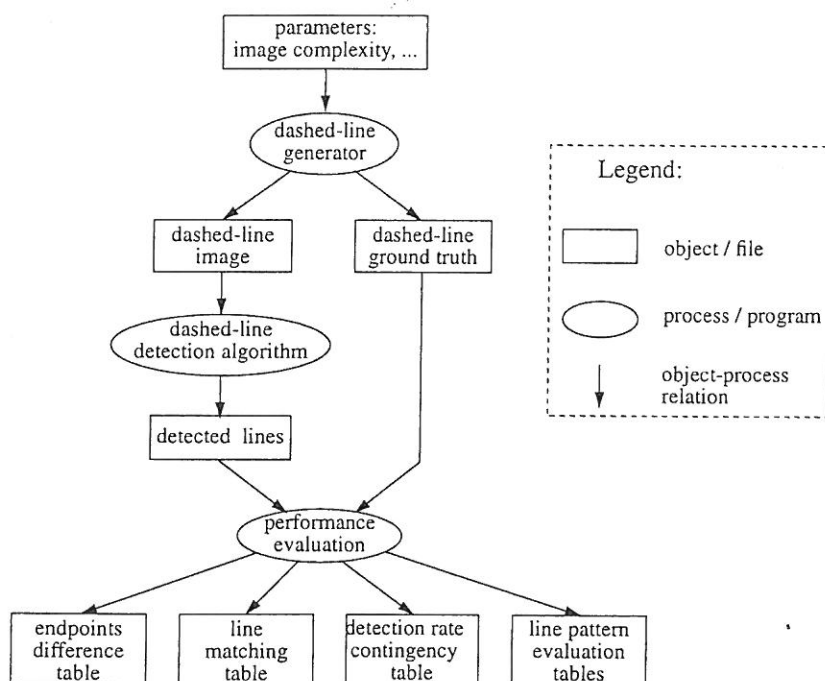 parameters:
image complexity, ...
dashed-line
generator
dashed-line
image
dashed-line
ground truth
dashed-line
detection algorithm
detected lines
performance
evaluation
endpoints
difference
table
line
matching
table
detection rate
contingency
table
line pattern
evaluation
tables
Legend:
object / file
process / program
object-process
relation